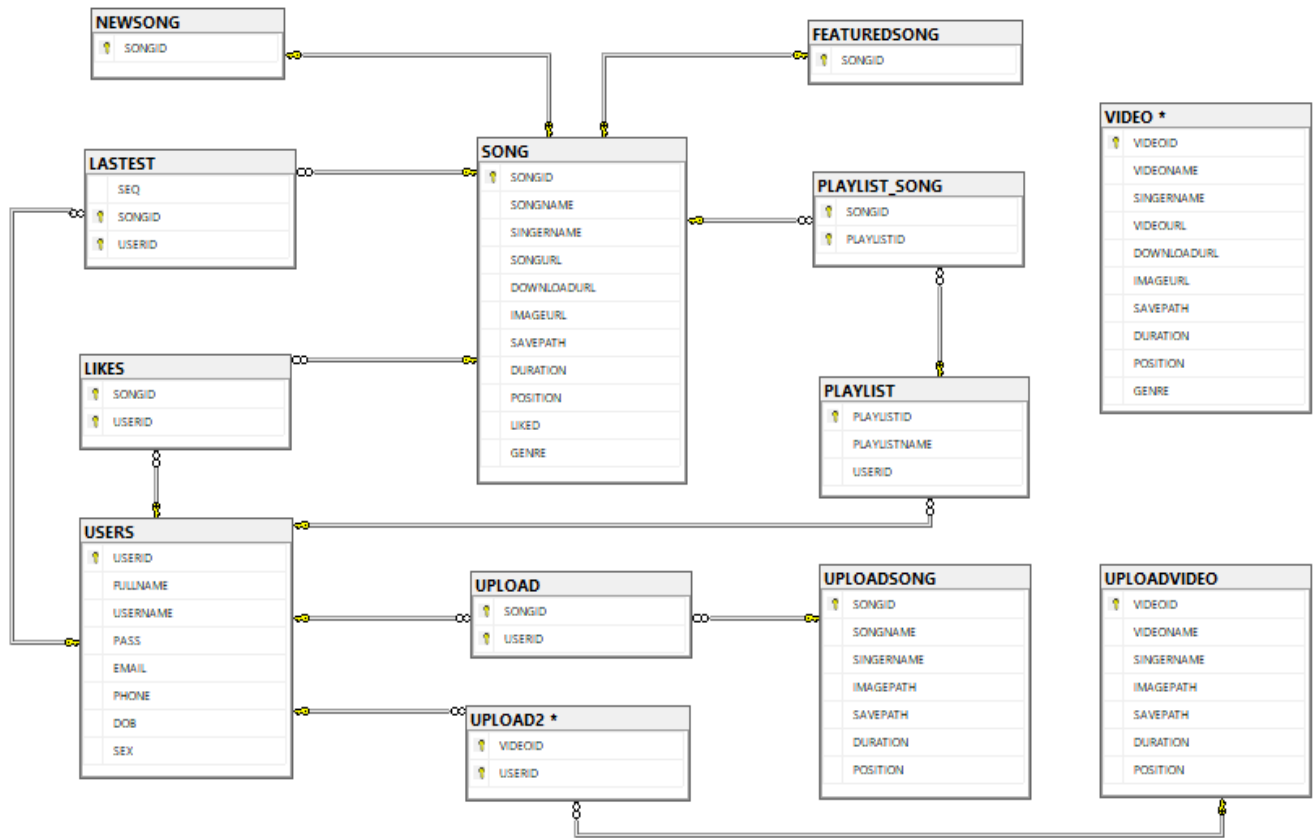 NEWSONG
SONGID
FEATUREDSONG
SONGID
VIDEO *
VIDEOID
VIDEONAME
SINGERNAME
VIDEOURL
DOWNLOADURL
IMAGEURL
SAVEPATH
DURATION
POSITION
GENRE
LASTEST
SEQ
SONGID
USERID
SONG
SONGID
SONGNAME
SINGERNAME
SONGURL
DOWNLOADURL
IMAGEURL
SAVEPATH
DURATION
POSITION
LIKED
GENRE
PLAYLIST_SONG
SONGID
PLAYLISTID
LIKES
SONGID
USERID
PLAYLIST
PLAYLISTID
PLAYLISTNAME
USERID
USERS
USERID
FULLNAME
USERNAME
PASS
EMAIL
PHONE
DOB
SEX
UPLOAD
SONGID
USERID
UPLOADSONG
SONGID
SONGNAME
SINGERNAME
IMAGEPATH
SAVEPATH
DURATION
POSITION
UPLOADVIDEO
VIDEOID
VIDEONAME
SINGERNAME
IMAGEPATH
SAVEPATH
DURATION
POSITION
UPLOAD2 *
VIDEOID
USERID